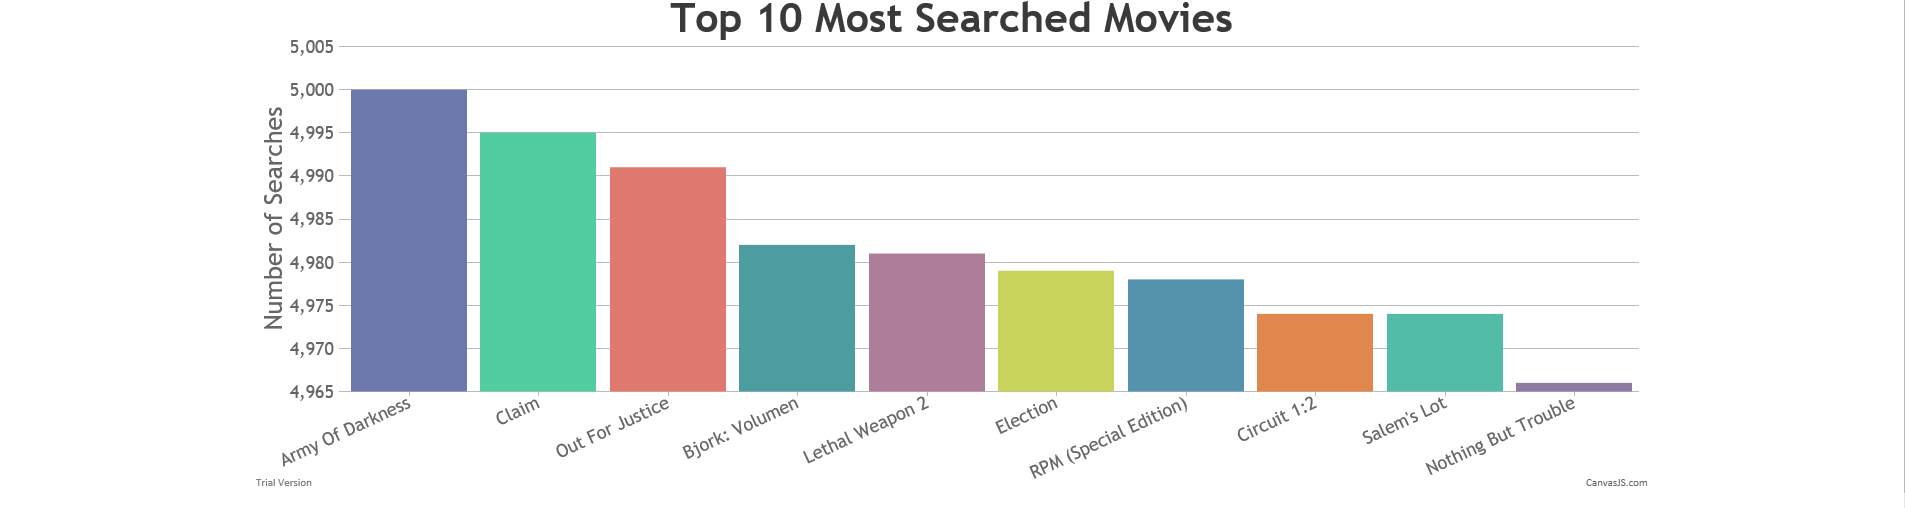 Top 10 Most Searched Movies
Number of Searches
5,005
5,000
4,995
4,990
4,985
4,980
4,975
4,970
4,965
Army Of Darkness
Claim
Out For Justice
Bjork: Volumen
Lethal Weapon 2
Election
RPM (Special Edition)
Circuit 1:2
Salem's Lot
Nothing But Trouble
Trial Version
CanvasJS.com